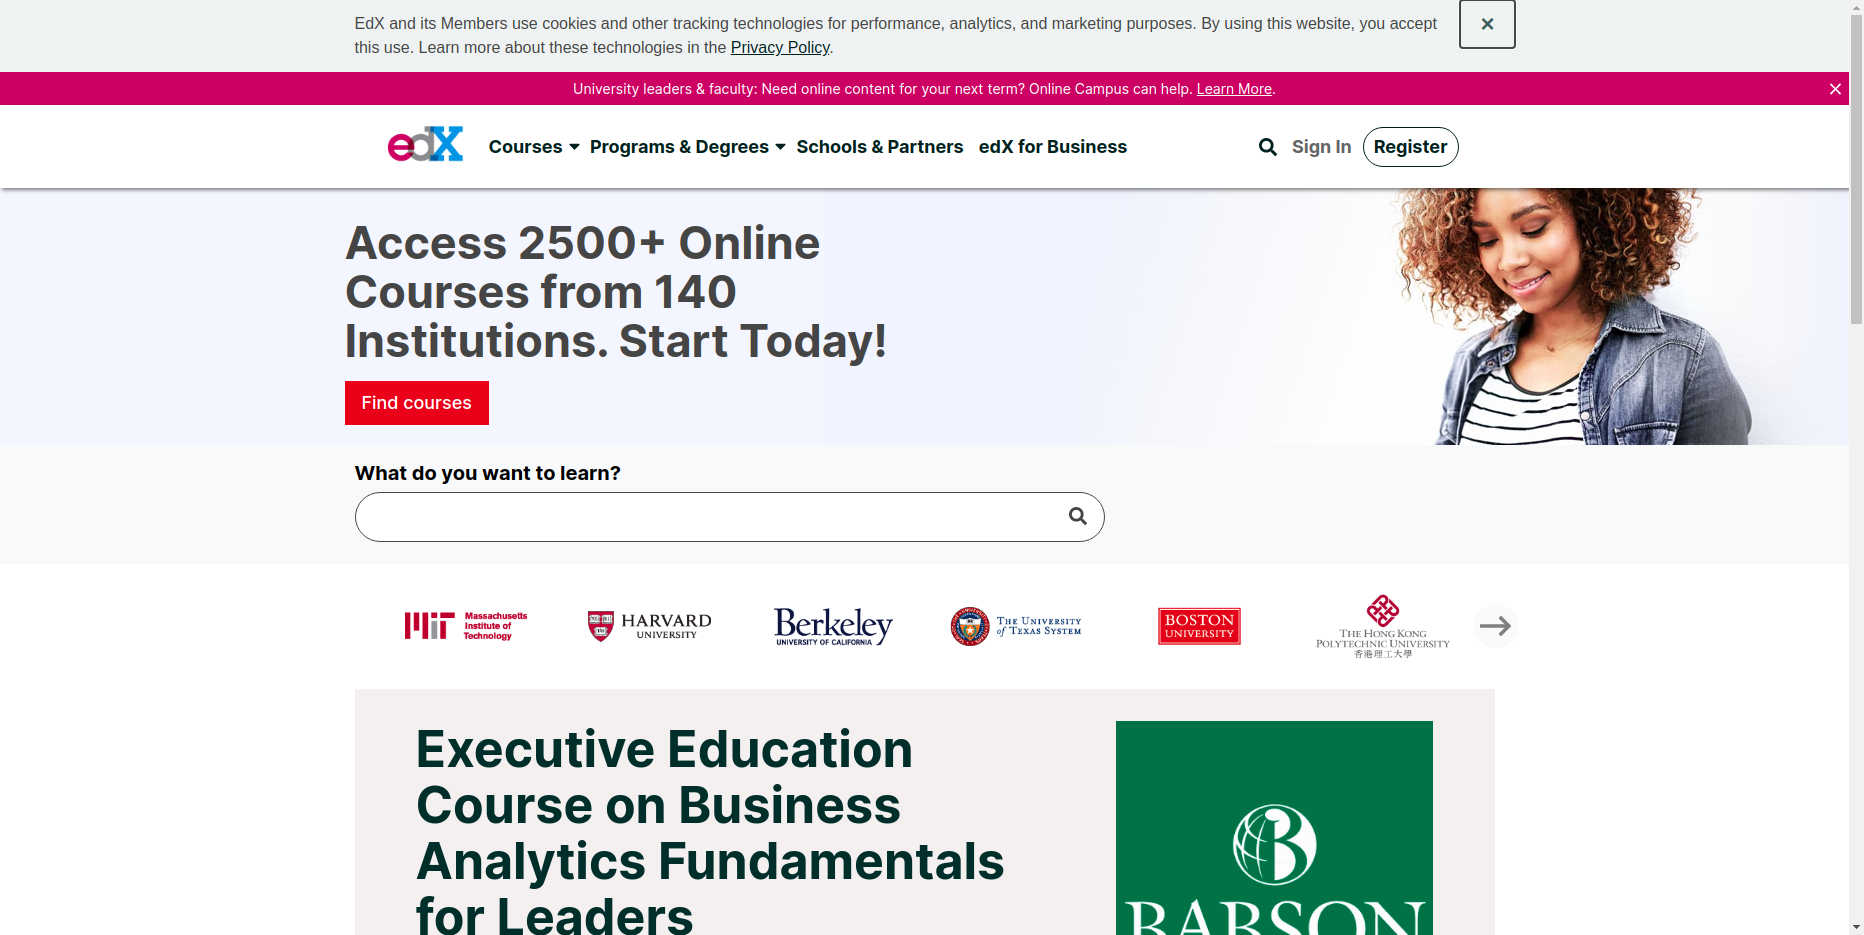 EdX and its Members use cookies and other tracking technologies for performance, analytics, and marketing purposes. By using this website, you accept
this use. Learn more about these technologies in the Privacy Policy.
×
University leaders & faculty: Need online content for your next term? Online Campus can help. Learn More.
edX
Courses
Programs & Degrees
Schools & Partners
edX for Business
Sign In
Register
Access 2500+ Online
Courses from 140
Institutions. Start Today!
Find courses
What do you want to learn?
MIT
Massachusetts
Institute of
Technology
HARVARD
UNIVERSITY
Berkeley
UNIVERSITY OF CALIFORNIA
THE UNIVERSITY
of TEXAS SYSTEM
BOSTON
UNIVERSITY
THE HONG KONG
POLYTECHNIC UNIVERSITY
香港理工大學
Executive Education
Course on Business
Analytics Fundamentals
for Leaders
B
BABSON